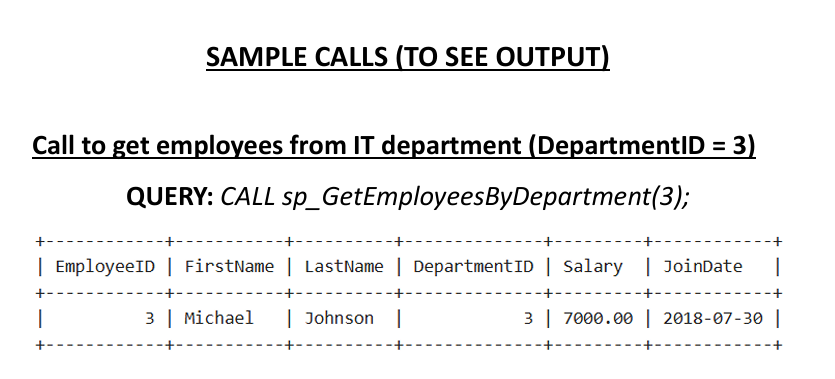 SAMPLE CALLS (TO SEE OUTPUT)
Call to get employees from IT department (DepartmentID = 3)
QUERY: CALL sp_GetEmployeesByDepartment(3);
+------------+-----------+----------+--------------+---------+------------+
| EmployeeID | FirstName | LastName | DepartmentID | Salary  | JoinDate   |
+------------+-----------+----------+--------------+---------+------------+
|          3 | Michael   | Johnson  |            3 | 7000.00 | 2018-07-30 |
+------------+-----------+----------+--------------+---------+------------+